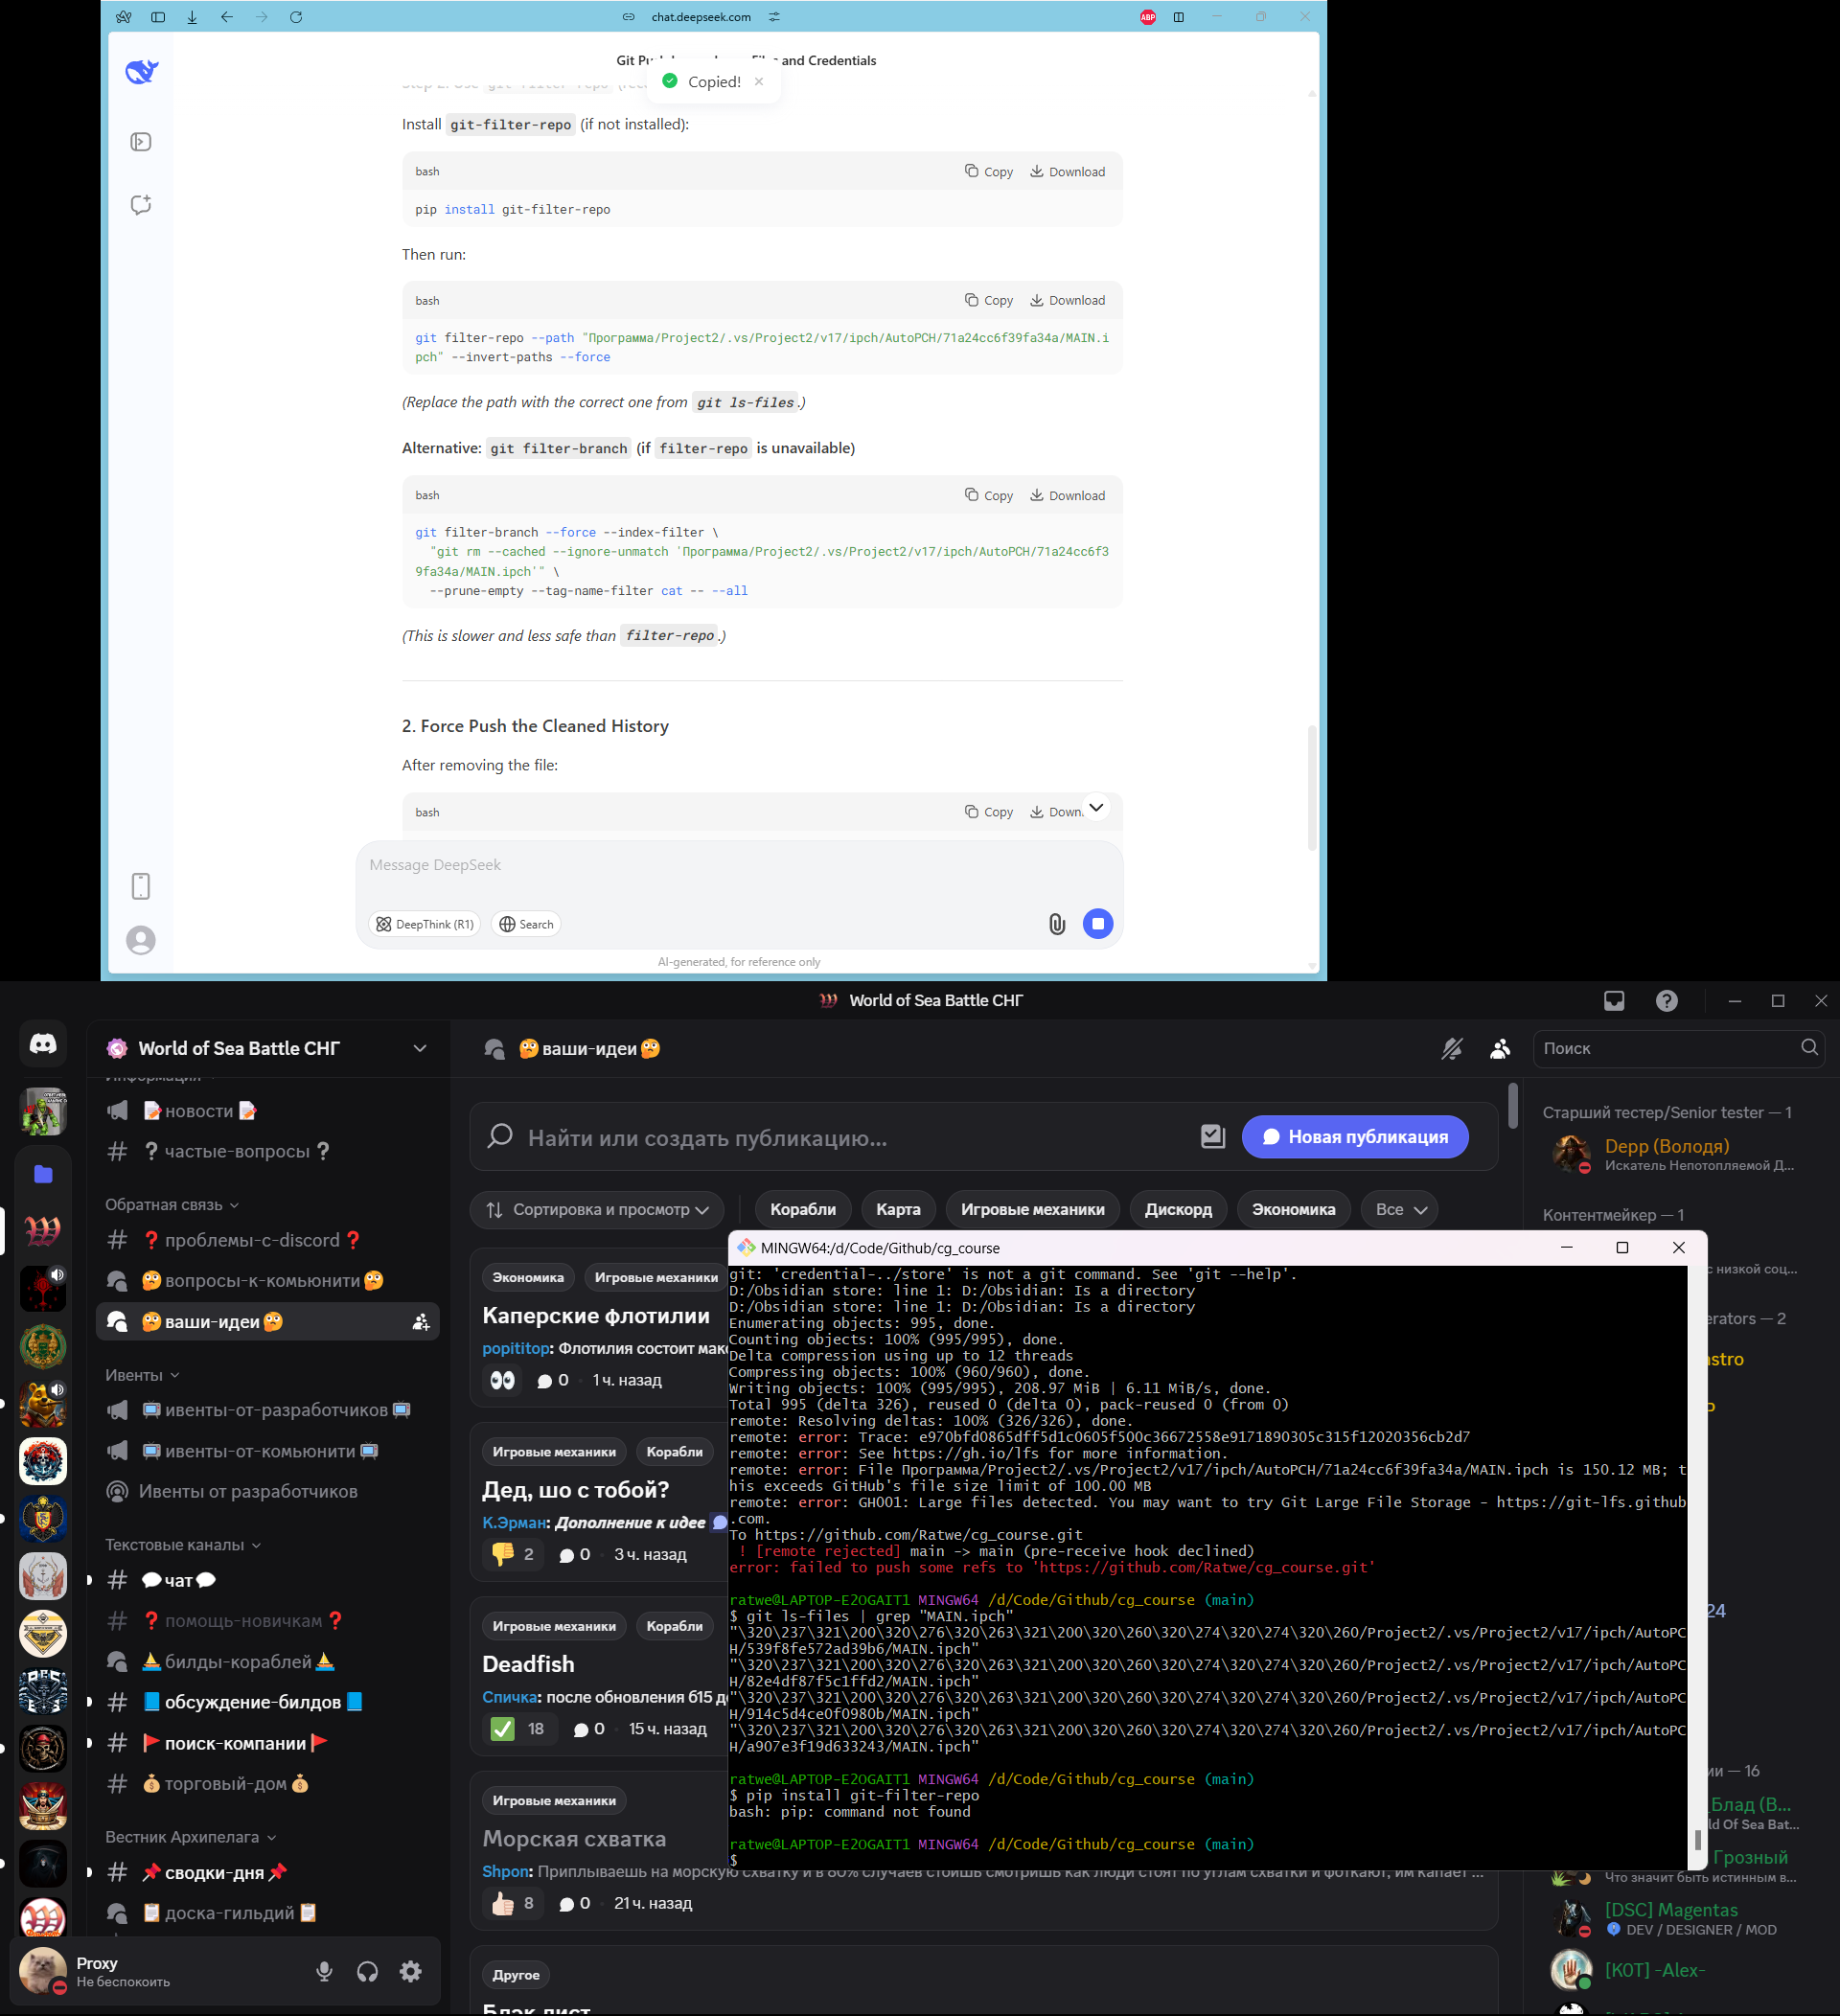 chat.deepseek.com
ABP
Git Pu
Files and Credentials
Copied!
Install git-filter-repo (if not installed):
bash
Copy
Download
pip install git-filter-repo
Then run:
bash
Copy
Download
git filter-repo --path "Программа/Project2/.vs/Project2/v17/ipch/AutoPCH/71a24cc6f39fa34a/MAIN.i
pch" --invert-paths --force
(Replace the path with the correct one from git ls-files.)
Alternative: git filter-branch (if filter-repo is unavailable)
bash
Copy
Download
git filter-branch --force --index-filter \
"git rm --cached --ignore-unmatch 'Программа/Project2/.vs/Project2/v17/ipch/AutoPCH/71a24cc6f3
9fa34a/MAIN.ipch'" \
--prune-empty --tag-name-filter cat -- --all
(This is slower and less safe than filter-repo.)
2. Force Push the Cleaned History
After removing the file:
bash
Copy
Down
Message DeepSeek
DeepThink (R1)
Search
AI-generated, for reference only
World of Sea Battle СНГ
World of Sea Battle СНГ
Информация
новости
частые-вопросы
Обратная связь
проблемы-с-discord
вопросы-к-комьюнити
ваши-идеи
Ивенты
ивенты-от-разработчиков
ивенты-от-комьюнити
Ивенты от разработчиков
Текстовые каналы
чат
помощь-новичкам
билды-кораблей
обсуждение-билдов
поиск-компании
торговый-дом
Вестник Архипелага
сводки-дня
доска-гильдий
Proxy
Не беспокоить
ваши-идеи
Поиск
Найти или создать публикацию...
Новая публикация
Сортировка и просмотр
Корабли
Карта
Игровые механики
Дискорд
Экономика
Все
Экономика
Игровые механики
Каперские флотилии
popititop: Флотилия состоит мак
0 · 1 ч. назад
Игровые механики
Корабли
Дед, шо с тобой?
К.Эрман: Дополнение к идее
2
0 · 3 ч. назад
Игровые механики
Корабли
Deadfish
Спичка: после обновления 615 д
18
0 · 15 ч. назад
Игровые механики
Морская схватка
Shpon: Приплываешь на морскую схватку и в 80% случаев стоишь смотришь как люди стоят по углам схватки и фоткают, им капает ...
8
0 · 21 ч. назад
Другое
Блэк лист
MINGW64:/d/Code/Github/cg_course
git: 'credential-../store' is not a git command. See 'git --help'.
D:/Obsidian store: line 1: D:/Obsidian: Is a directory
D:/Obsidian store: line 1: D:/Obsidian: Is a directory
Enumerating objects: 995, done.
Counting objects: 100% (995/995), done.
Delta compression using up to 12 threads
Compressing objects: 100% (960/960), done.
Writing objects: 100% (995/995), 208.97 MiB | 6.11 MiB/s, done.
Total 995 (delta 326), reused 0 (delta 0), pack-reused 0 (from 0)
remote: Resolving deltas: 100% (326/326), done.
remote: error: Trace: e970bfd0865dff5d1c0605f500c36672558e9171890305c315f12020356cb2d7
remote: error: See https://gh.io/lfs for more information.
remote: error: File Программа/Project2/.vs/Project2/v17/ipch/AutoPCH/71a24cc6f39fa34a/MAIN.ipch is 150.12 MB; t
his exceeds GitHub's file size limit of 100.00 MB
remote: error: GH001: Large files detected. You may want to try Git Large File Storage - https://git-lfs.github
.com.
To https://github.com/Ratwe/cg_course.git
! [remote rejected] main -> main (pre-receive hook declined)
error: failed to push some refs to 'https://github.com/Ratwe/cg_course.git'
ratwe@LAPTOP-E2OGAIT1 MINGW64 /d/Code/Github/cg_course (main)
$ git ls-files | grep "MAIN.ipch"
"\320\237\321\200\320\276\320\263\321\200\320\260\320\274\320\274\320\260/Project2/.vs/Project2/v17/ipch/AutoPC
H/539f8fe572ad39b6/MAIN.ipch"
"\320\237\321\200\320\276\320\263\321\200\320\260\320\274\320\274\320\260/Project2/.vs/Project2/v17/ipch/AutoPC
H/82e4df87f5c1ffd2/MAIN.ipch"
"\320\237\321\200\320\276\320\263\321\200\320\260\320\274\320\274\320\260/Project2/.vs/Project2/v17/ipch/AutoPC
H/914c5d4ce0f0980b/MAIN.ipch"
"\320\237\321\200\320\276\320\263\321\200\320\260\320\274\320\274\320\260/Project2/.vs/Project2/v17/ipch/AutoPC
H/a907e3f19d633243/MAIN.ipch"
ratwe@LAPTOP-E2OGAIT1 MINGW64 /d/Code/Github/cg_course (main)
$ pip install git-filter-repo
bash: pip: command not found
ratwe@LAPTOP-E2OGAIT1 MINGW64 /d/Code/Github/cg_course (main)
$
Старший тестер/Senior tester — 1
Depp (Володя)
Искатель Непотопляемой Д...
Контентмейкер — 1
с низкой соц...
erators — 2
stro
24
ии — 16
_Блад (В...
ld Of Sea Bat...
Грозный
Что значит быть истинным в...
[DSC] Magentas
DEV / DESIGNER / MOD
[KOT] -Alex-